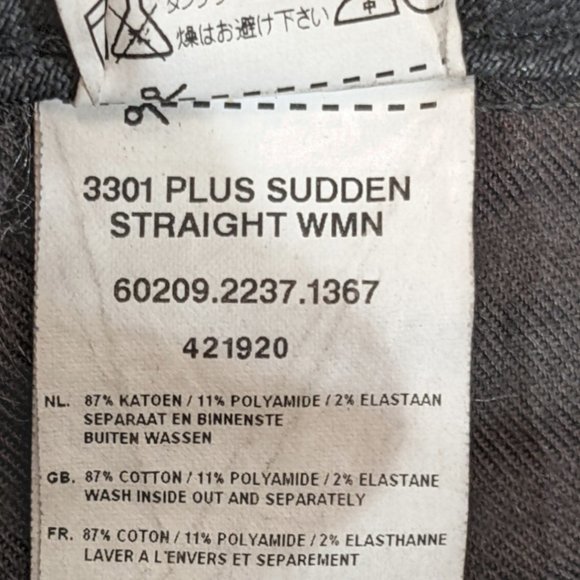 燥はお避け下さい
中
3301 PLUS SUDDEN
STRAIGHT WMN
60209.2237.1367
421920
NL. 87% KATOEN / 11% POLYAMIDE / 2% ELASTAAN
SEPARAAT EN BINNENSTE
BUITEN WASSEN
GB. 87% COTTON / 11% POLYAMIDE / 2% ELASTANE
WASH INSIDE OUT AND SEPARATELY
FR. 87% COTON / 11% POLYAMIDE / 2% ELASTHANNE
LAVER A L'ENVERS ET SEPAREMENT